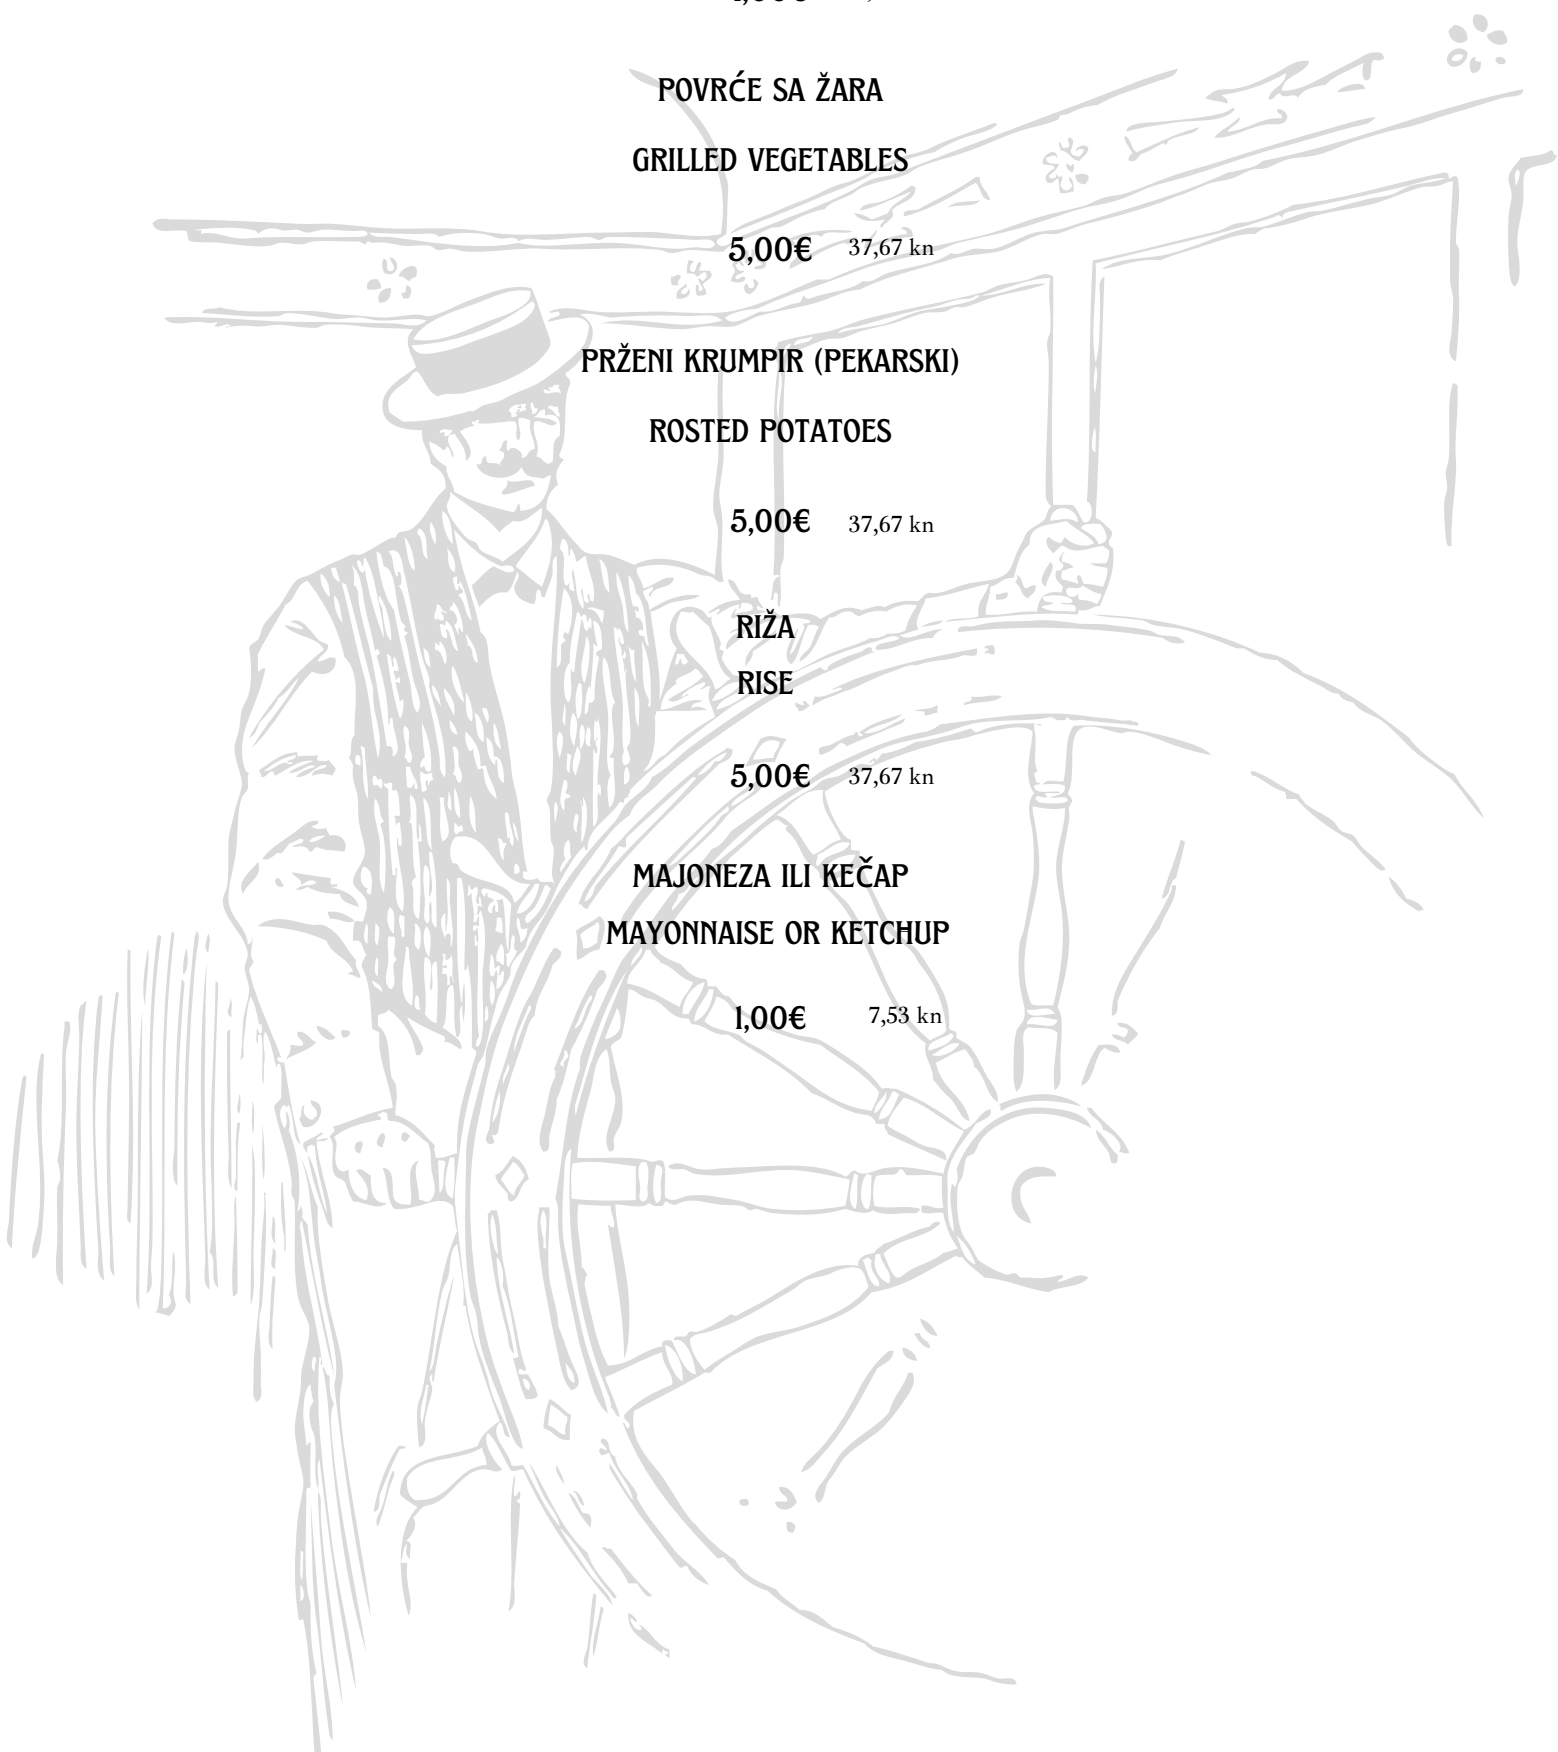 POVRĆE SA ŽARA
GRILLED VEGETABLES
5,00€ 37,67 kn
PRŽENI KRUMPIR (PEKARSKI)
ROSTED POTATOES
5,00€ 37,67 kn
RIŽA
RISE
5,00€ 37,67 kn
MAJONEZA ILI KEČAP
MAYONNAISE OR KETCHUP
1,00€ 7,53 kn